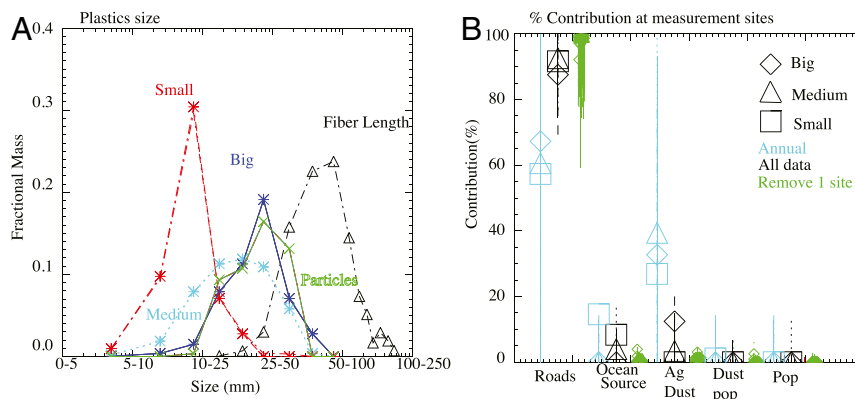 A
Plastics size
0.4
0.3
0.2
0.1
0.0
Fractional Mass
Small
Fiber Length
Big
Particles
Medium
0-5
5-10
10-25
25-50
50-100
100-250
Size (mm)
B
% Contribution at measurement sites
100
80
60
40
20
0
Contribution(%)
Big
Medium
Small
Annual
All data
Remove 1 site
Roads
Ocean
Source
Ag
Dust
Dust
pop
Pop